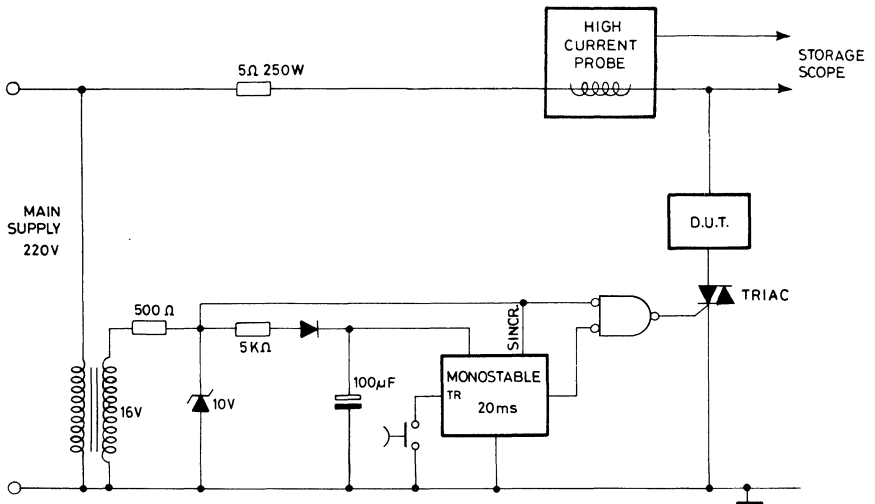 HIGH
CURRENT
PROBE
STORAGE
SCOPE
5Ω 250W
MAIN
SUPPLY
220V
D.U.T.
TRIAC
500 Ω
5KΩ
SINCR.
16V
10V
100µF
MONOSTABLE
TR
20ms